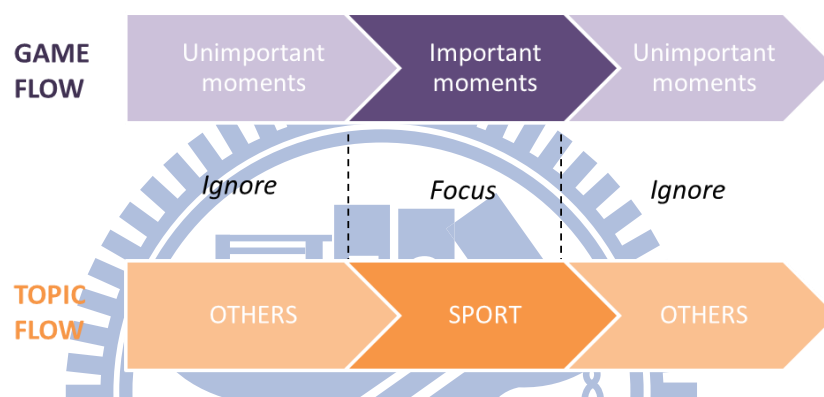 GAME
FLOW
Unimportant
moments
Important
moments
Unimportant
moments
Ignore
Focus
Ignore
TOPIC
FLOW
OTHERS
SPORT
OTHERS